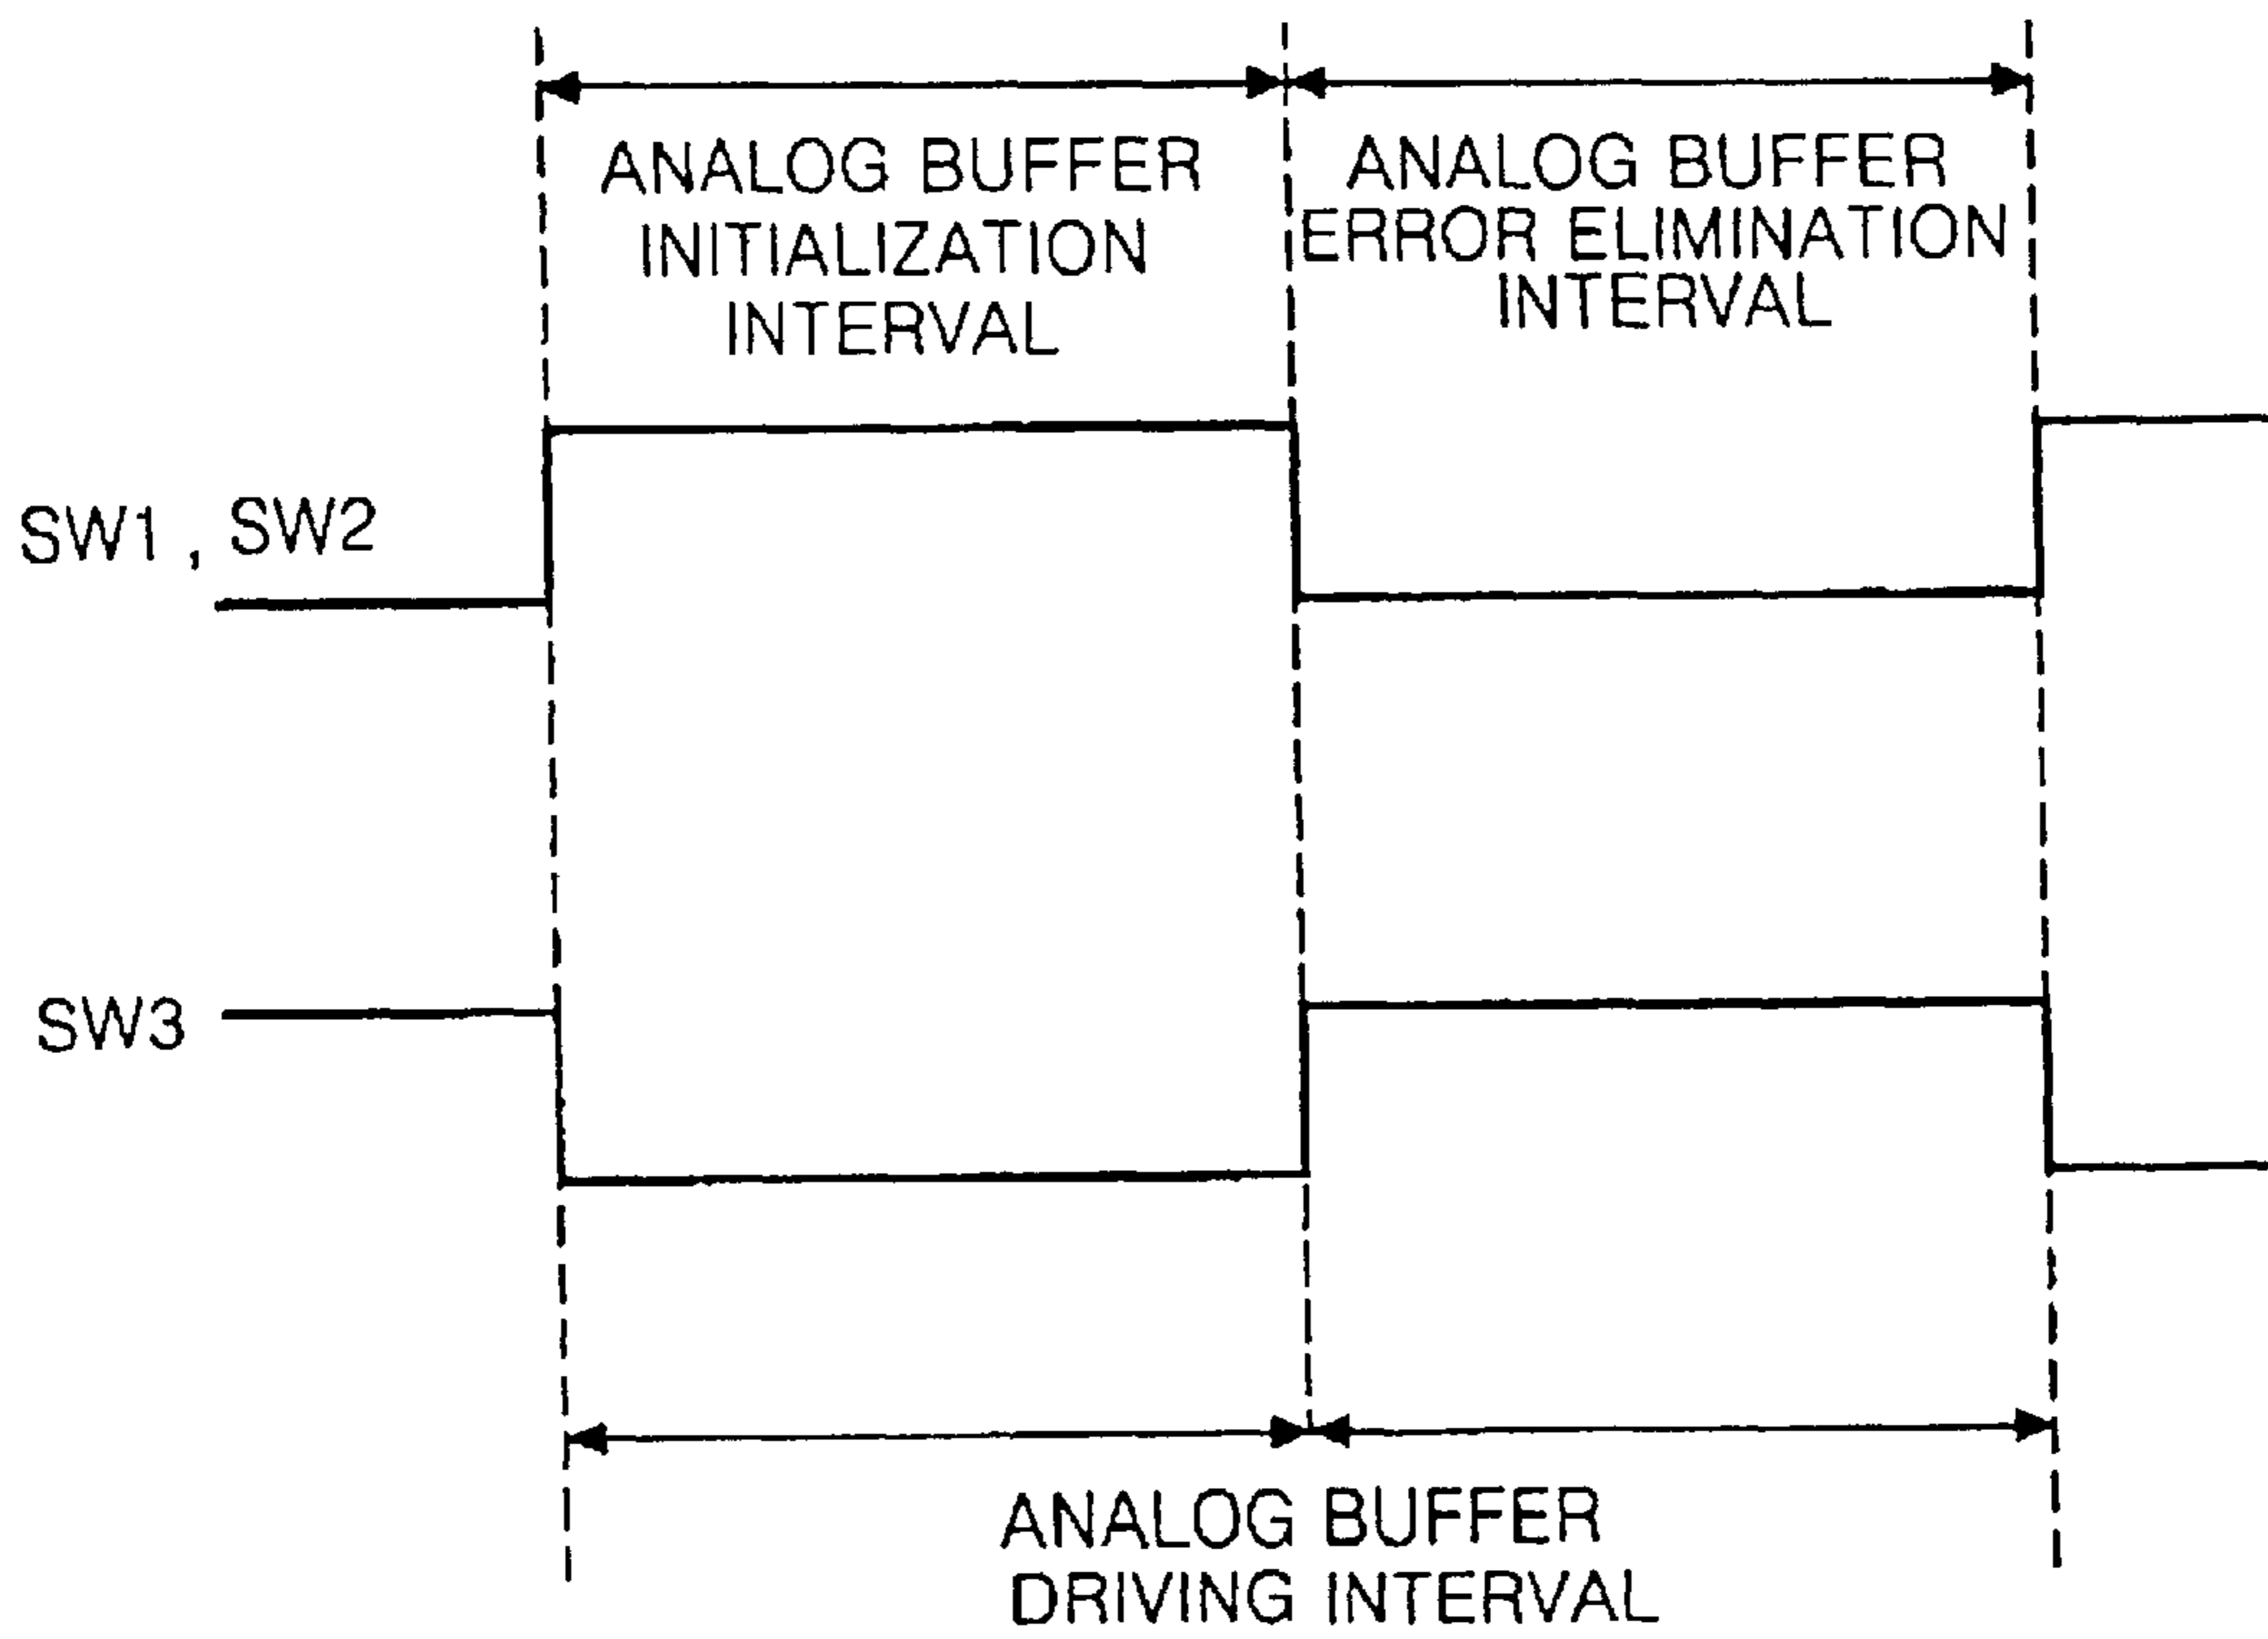 ANALOG BUFFER
INITIALIZATION
INTERVAL
ANALOG BUFFER
ERROR ELIMINATION
INTERVAL
SW1, SW2
SW3
ANALOG BUFFER
DRIVING INTERVAL